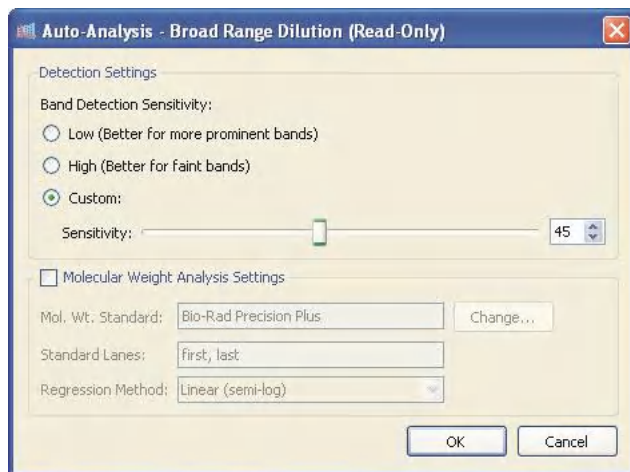 Auto-Analysis - Broad Range Dilution (Read-Only)
Detection Settings
Band Detection Sensitivity:
Low (Better for more prominent bands)
High (Better for faint bands)
Custom:
Sensitivity: 45
Molecular Weight Analysis Settings
Mol. Wt. Standard: Bio-Rad Precision Plus Change...
Standard Lanes: first, last
Regression Method: Linear (semi-log)
OK Cancel